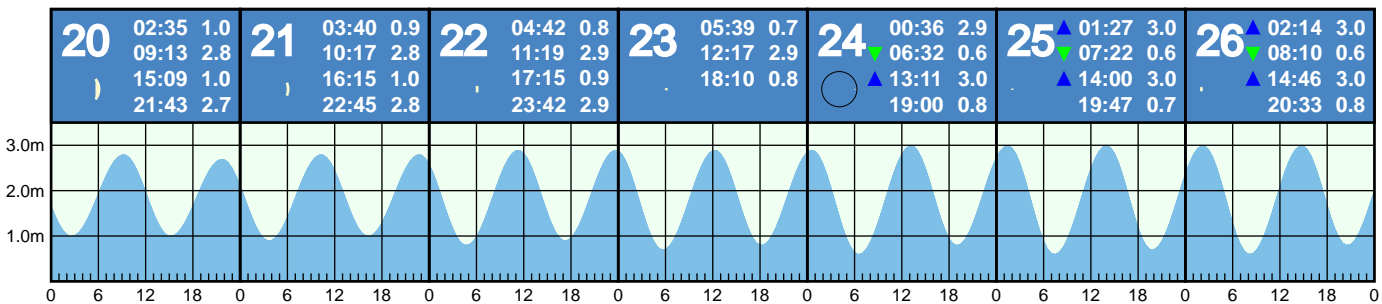 20
02:35 1.0
09:13 2.8
15:09 1.0
21:43 2.7
21
03:40 0.9
10:17 2.8
16:15 1.0
22:45 2.8
22
04:42 0.8
11:19 2.9
17:15 0.9
23:42 2.9
23
05:39 0.7
12:17 2.9
18:10 0.8
24
00:36 2.9
▼ 06:32 0.6
▲ 13:11 3.0
19:00 0.8
25
▲ 01:27 3.0
▼ 07:22 0.6
▲ 14:00 3.0
19:47 0.7
26
▲ 02:14 3.0
▼ 08:10 0.6
▲ 14:46 3.0
20:33 0.8
3.0m
2.0m
1.0m
0 6 12 18 0 6 12 18 0 6 12 18 0 6 12 18 0 6 12 18 0 6 12 18 0 6 12 18 0